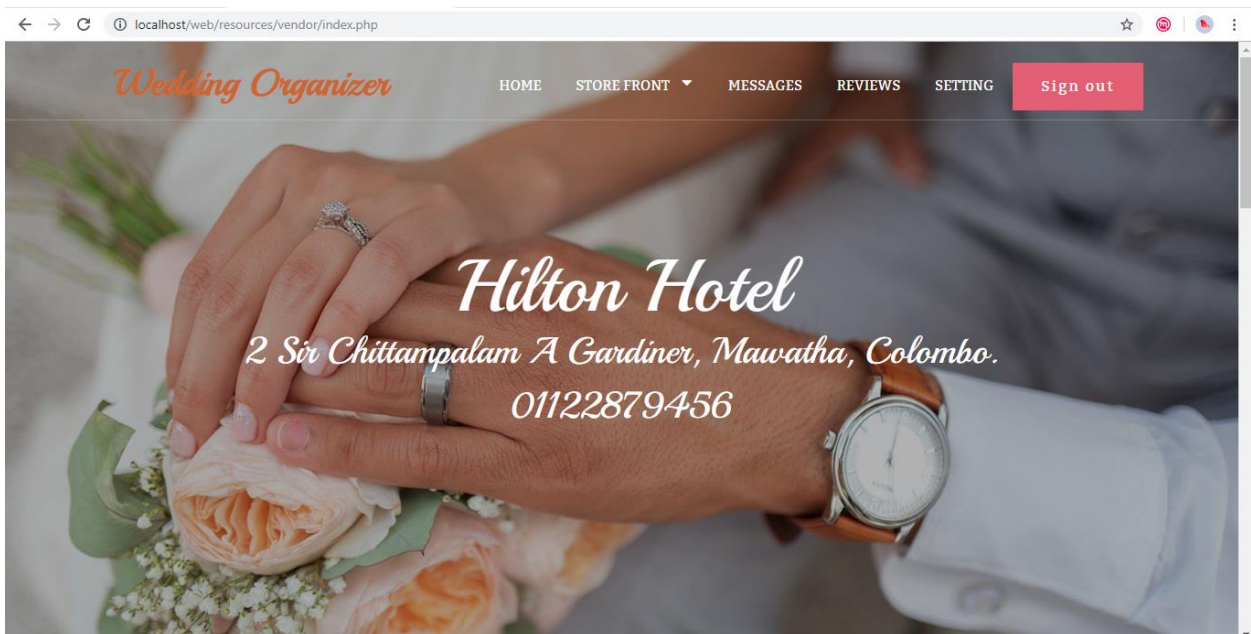 localhost/web/resources/vendor/index.php
Wedding Organizer
HOME STORE FRONT MESSAGES REVIEWS SETTING Sign out
Hilton Hotel
2 Sir Chittampalam A Gardiner, Mawatha, Colombo.
01122879456